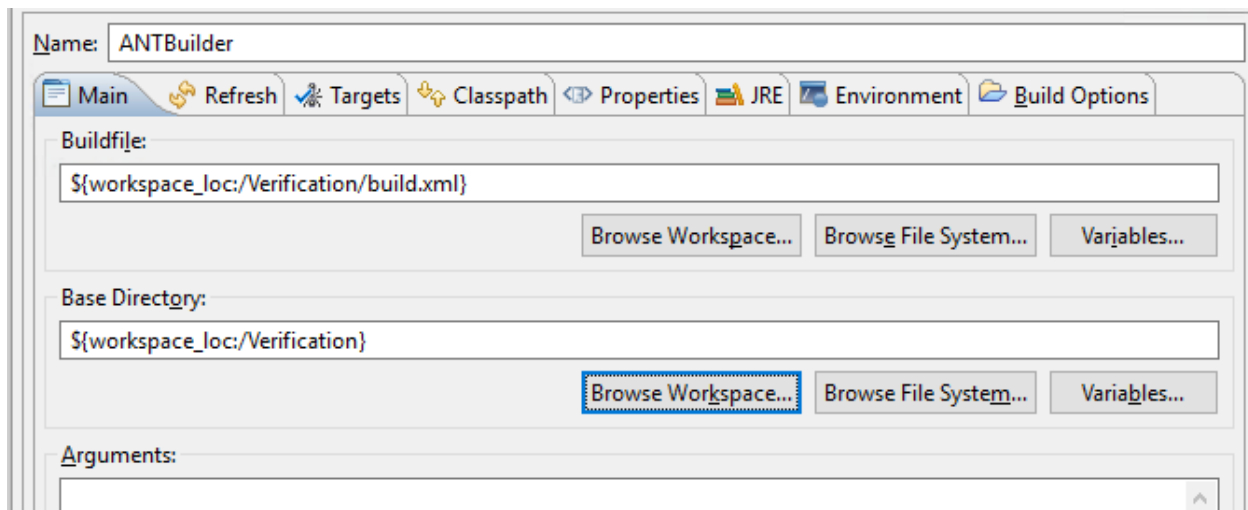 Name: ANTBuilder
Main Refresh Targets Classpath Properties JRE Environment Build Options
Buildfile:
${workspace_loc:/Verification/build.xml}
Browse Workspace... Browse File System... Variables...
Base Directory:
${workspace_loc:/Verification}
Browse Workspace... Browse File System... Variables...
Arguments: